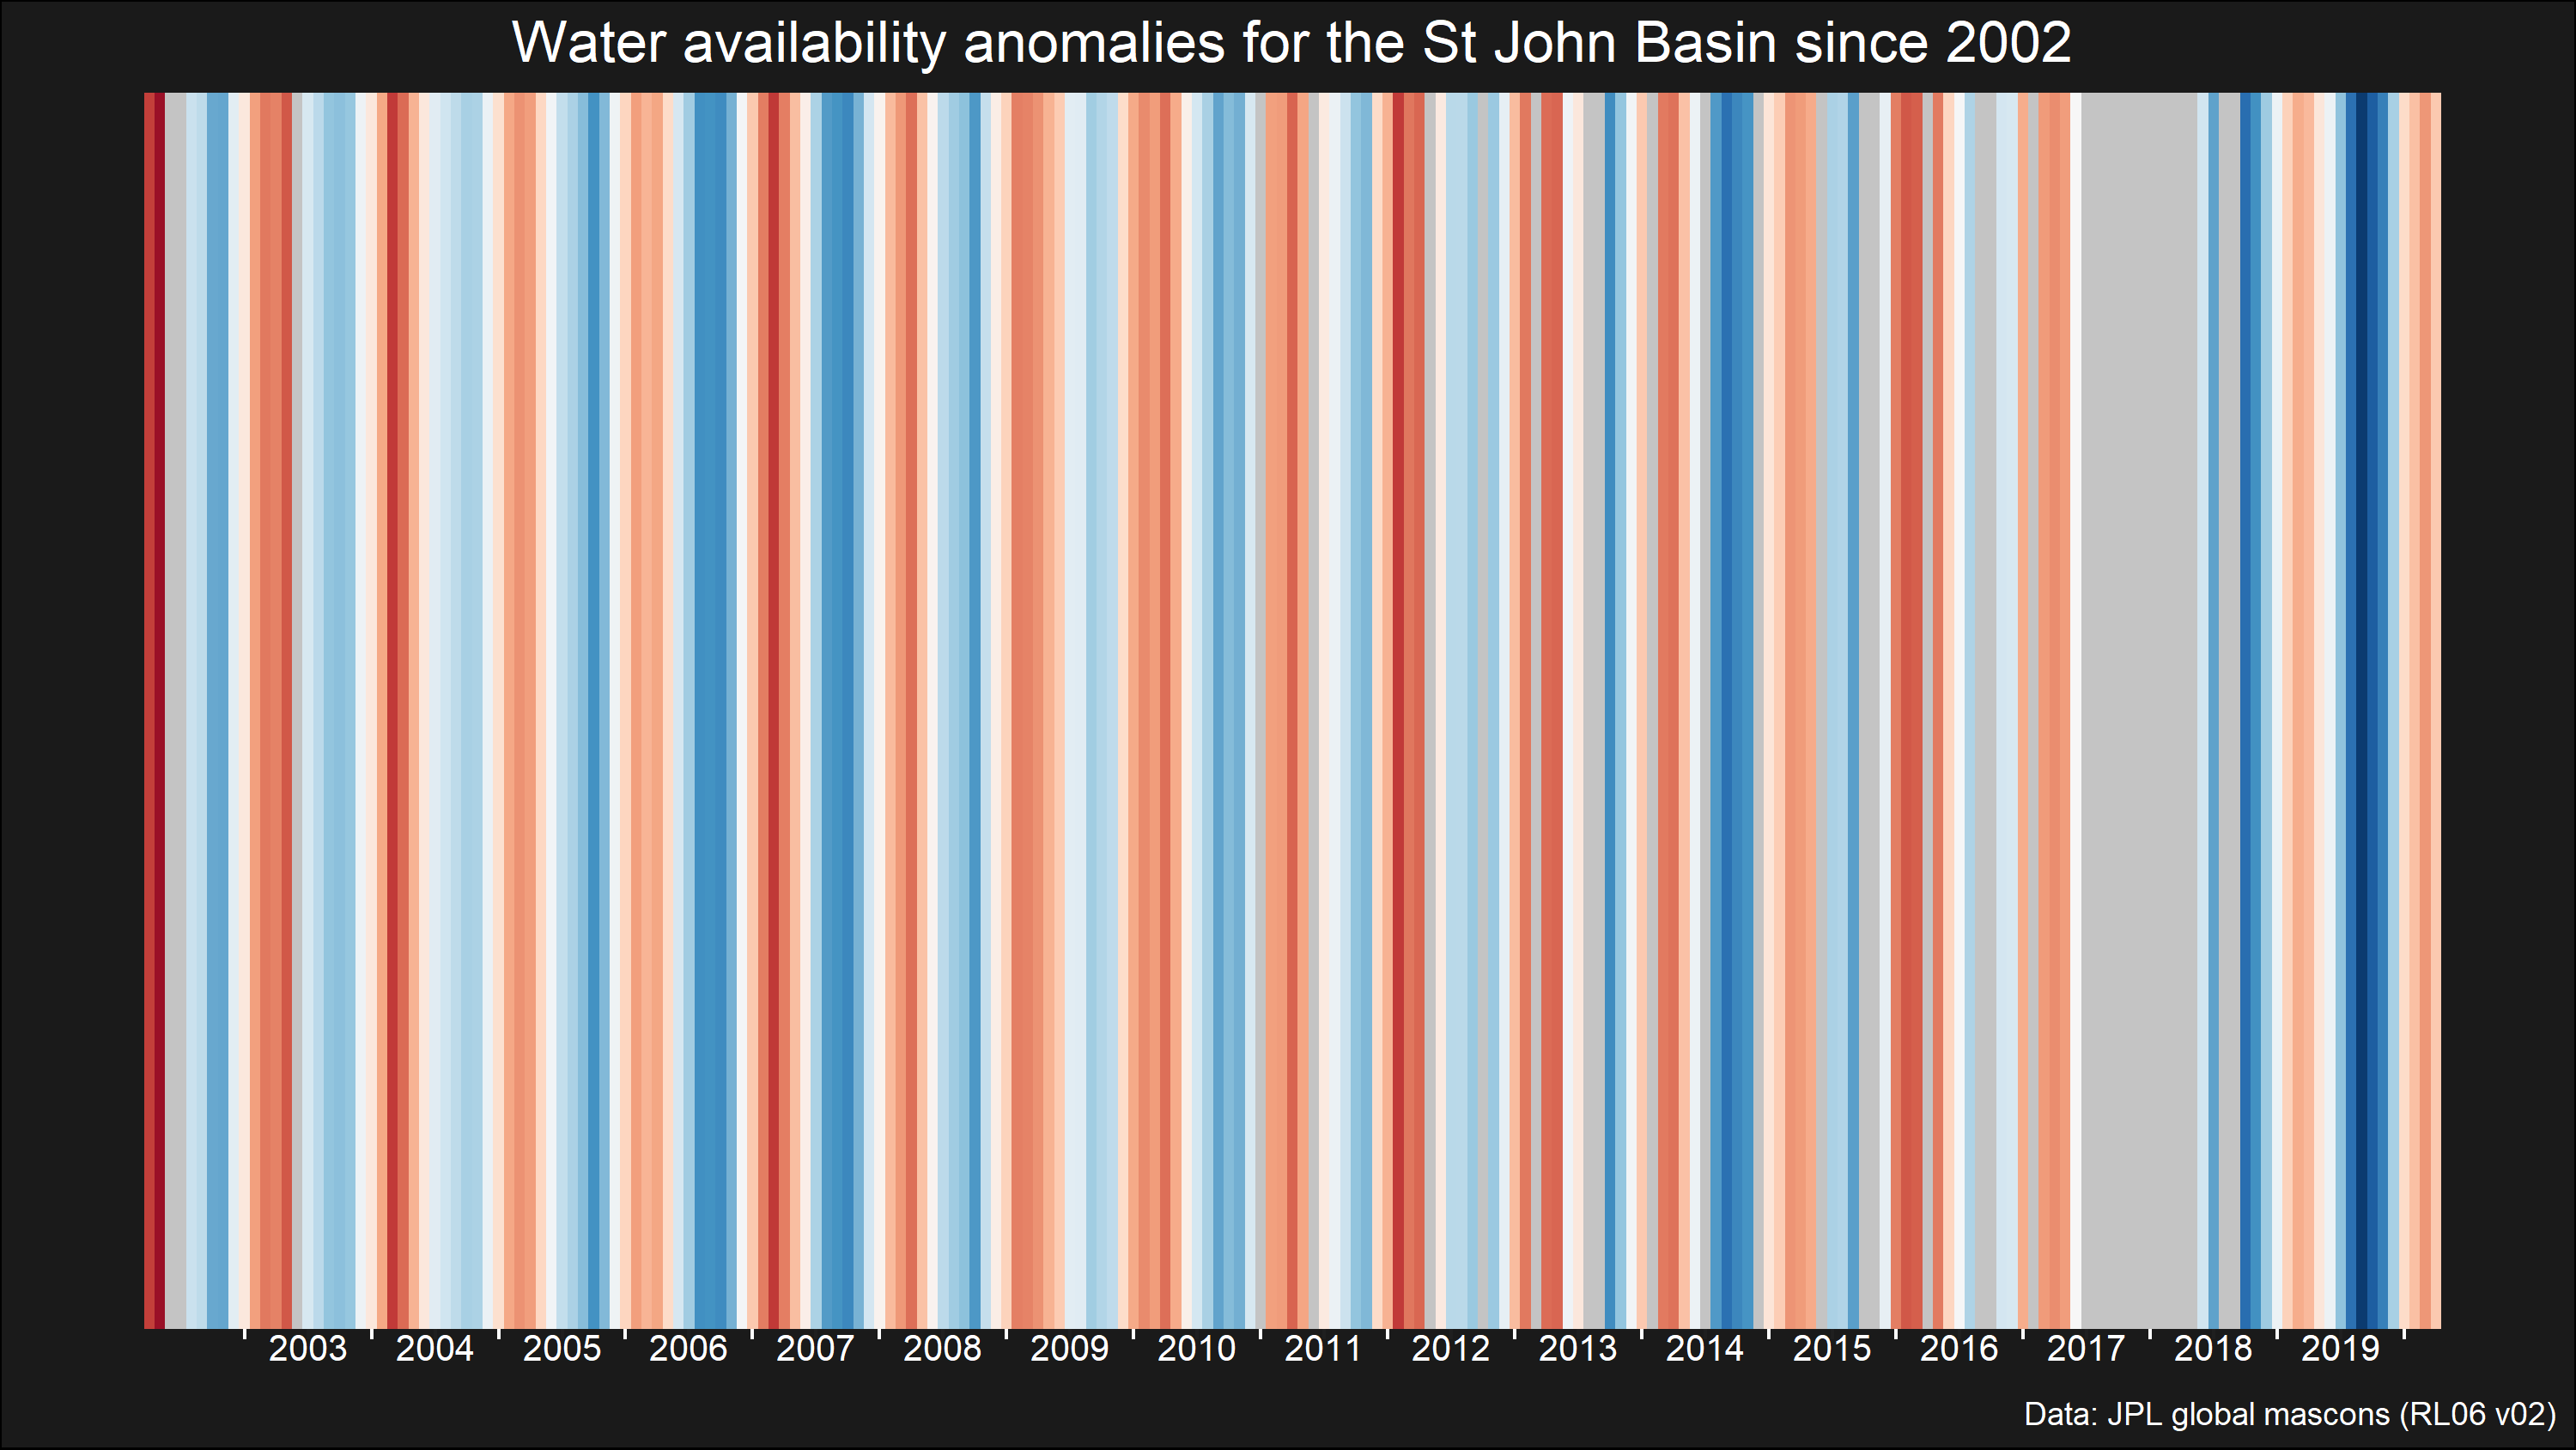 Water availability anomalies for the St John Basin since 2002
2003 2004 2005 2006 2007 2008 2009 2010 2011 2012 2013 2014 2015 2016 2017 2018 2019
Data: JPL global mascons (RL06 v02)